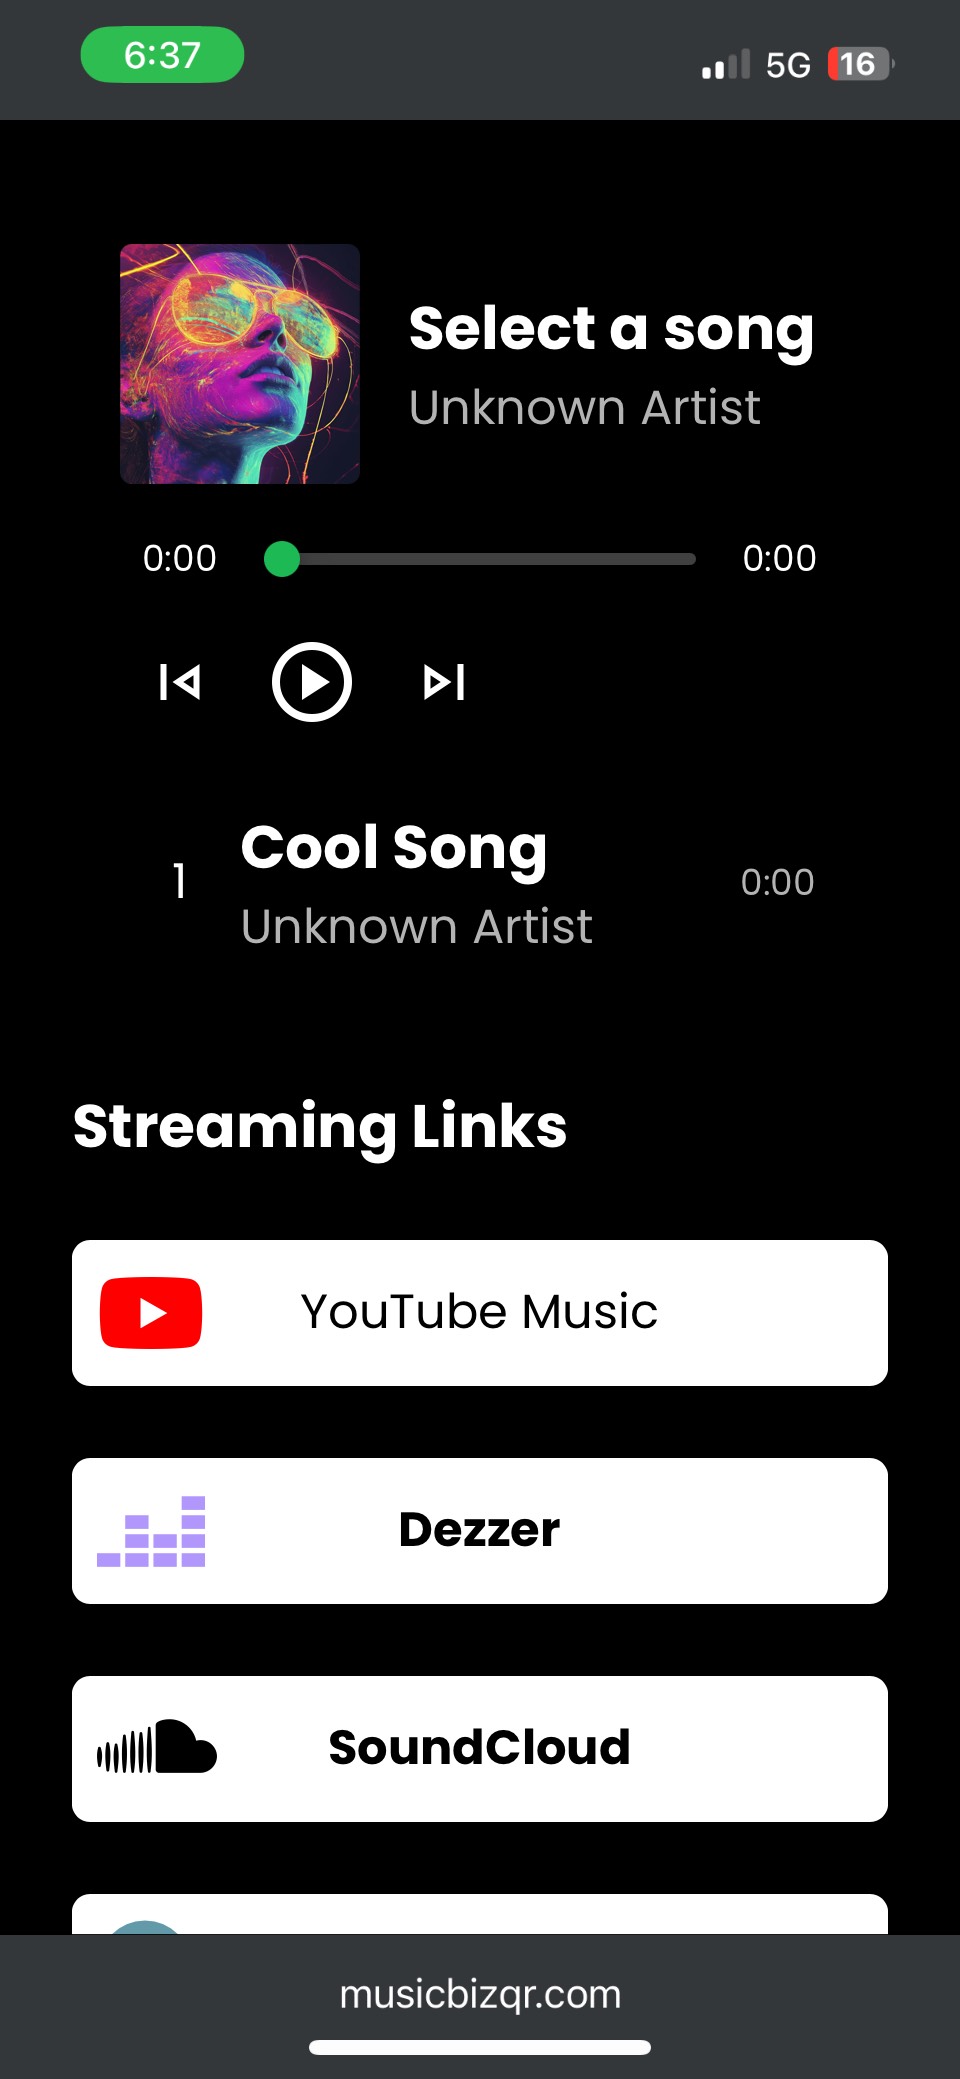 6:37
5G 16
Select a song
Unknown Artist
0:00 0:00
1 Cool Song 0:00
Unknown Artist
Streaming Links
YouTube Music
Dezzer
SoundCloud
musicbizqr.com